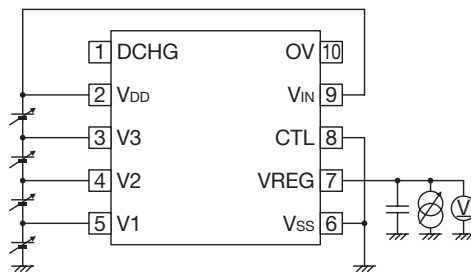 1 DCHG OV 10
2 VDD VIN 9
3 V3 CTL 8
4 V2 VREG 7
5 V1 VSS 6
V